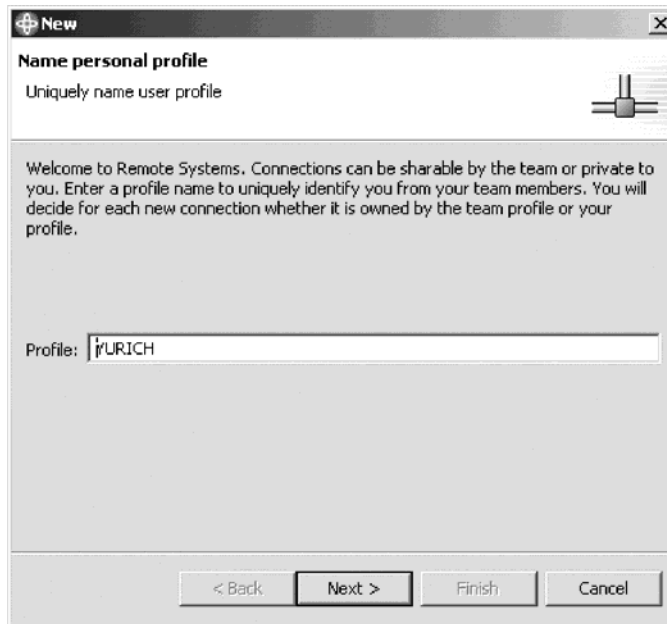 New
Name personal profile
Uniquely name user profile
Welcome to Remote Systems. Connections can be sharable by the team or private to
you. Enter a profile name to uniquely identify you from your team members. You will
decide for each new connection whether it is owned by the team profile or your
profile.
Profile: YURICH
< Back Next > Finish Cancel